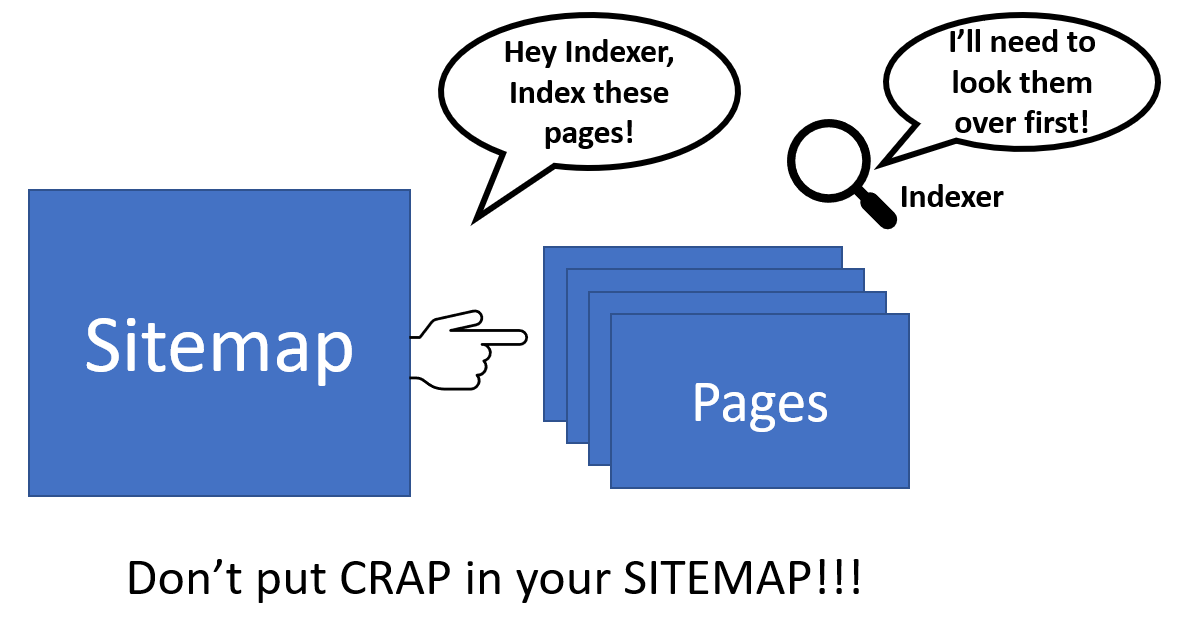 Hey Indexer,
Index these
pages!
I’ll need to
look them
over first!
Indexer
Sitemap
Pages
Don’t put CRAP in your SITEMAP!!!